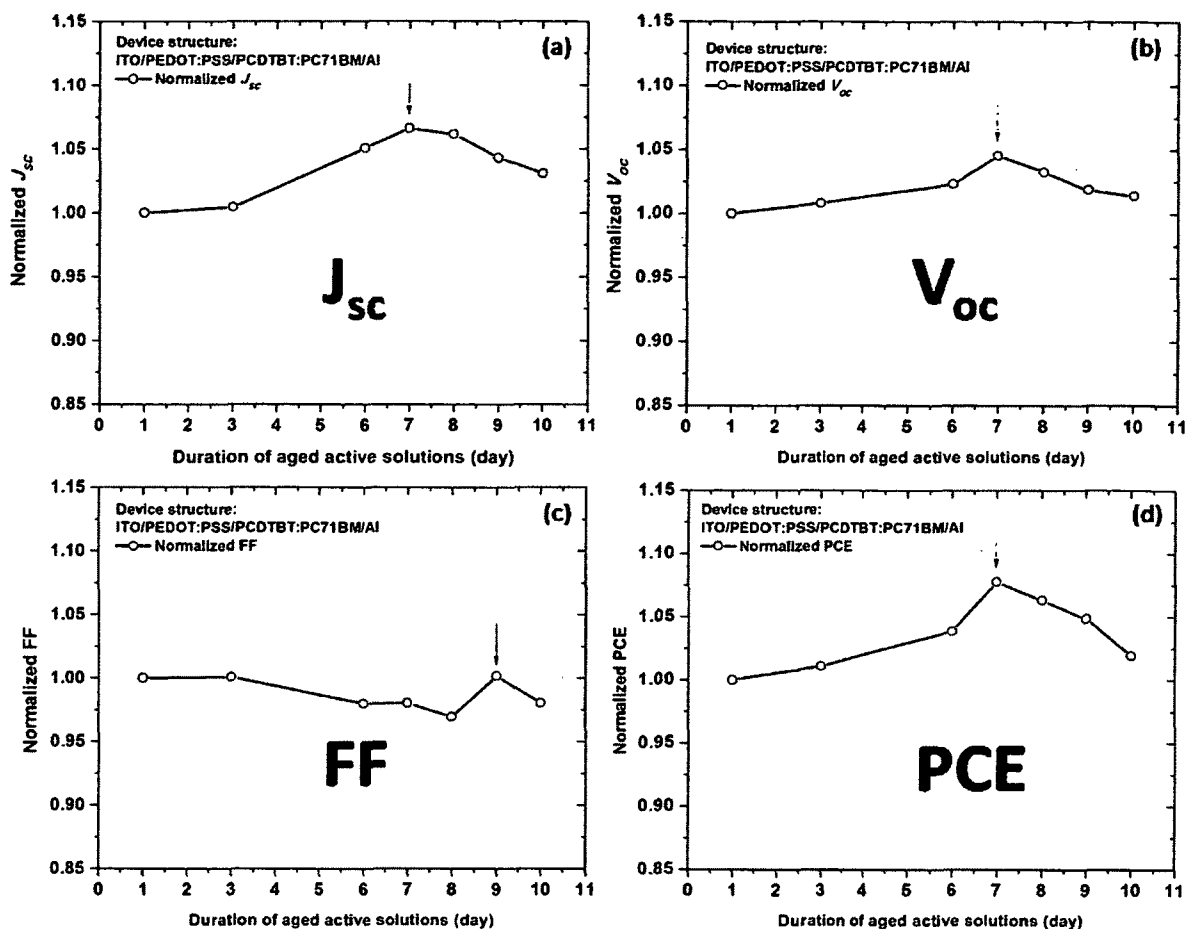 (a)
Device structure:
ITO/PEDOT:PSS/PCDTBT:PC71BM/Al
Normalized Jsc
1.15
1.10
1.05
1.00
0.95
0.90
0.85
Normalized Jsc
Jsc
0 1 2 3 4 5 6 7 8 9 10 11
Duration of aged active solutions (day)
(b)
Device structure:
ITO/PEDOT:PSS/PCDTBT:PC71BM/Al
Normalized Voc
1.15
1.10
1.05
1.00
0.95
0.90
0.85
Normalized Voc
Voc
0 1 2 3 4 5 6 7 8 9 10 11
Duration of aged active solutions (day)
(c)
Device structure:
ITO/PEDOT:PSS/PCDTBT:PC71BM/Al
Normalized FF
1.15
1.10
1.05
1.00
0.95
0.90
0.85
Normalized FF
FF
0 1 2 3 4 5 6 7 8 9 10 11
Duration of aged active solutions (day)
(d)
Device structure:
ITO/PEDOT:PSS/PCDTBT:PC71BM/Al
Normalized PCE
1.15
1.10
1.05
1.00
0.95
0.90
0.85
Normalized PCE
PCE
0 1 2 3 4 5 6 7 8 9 10 11
Duration of aged active solutions (day)